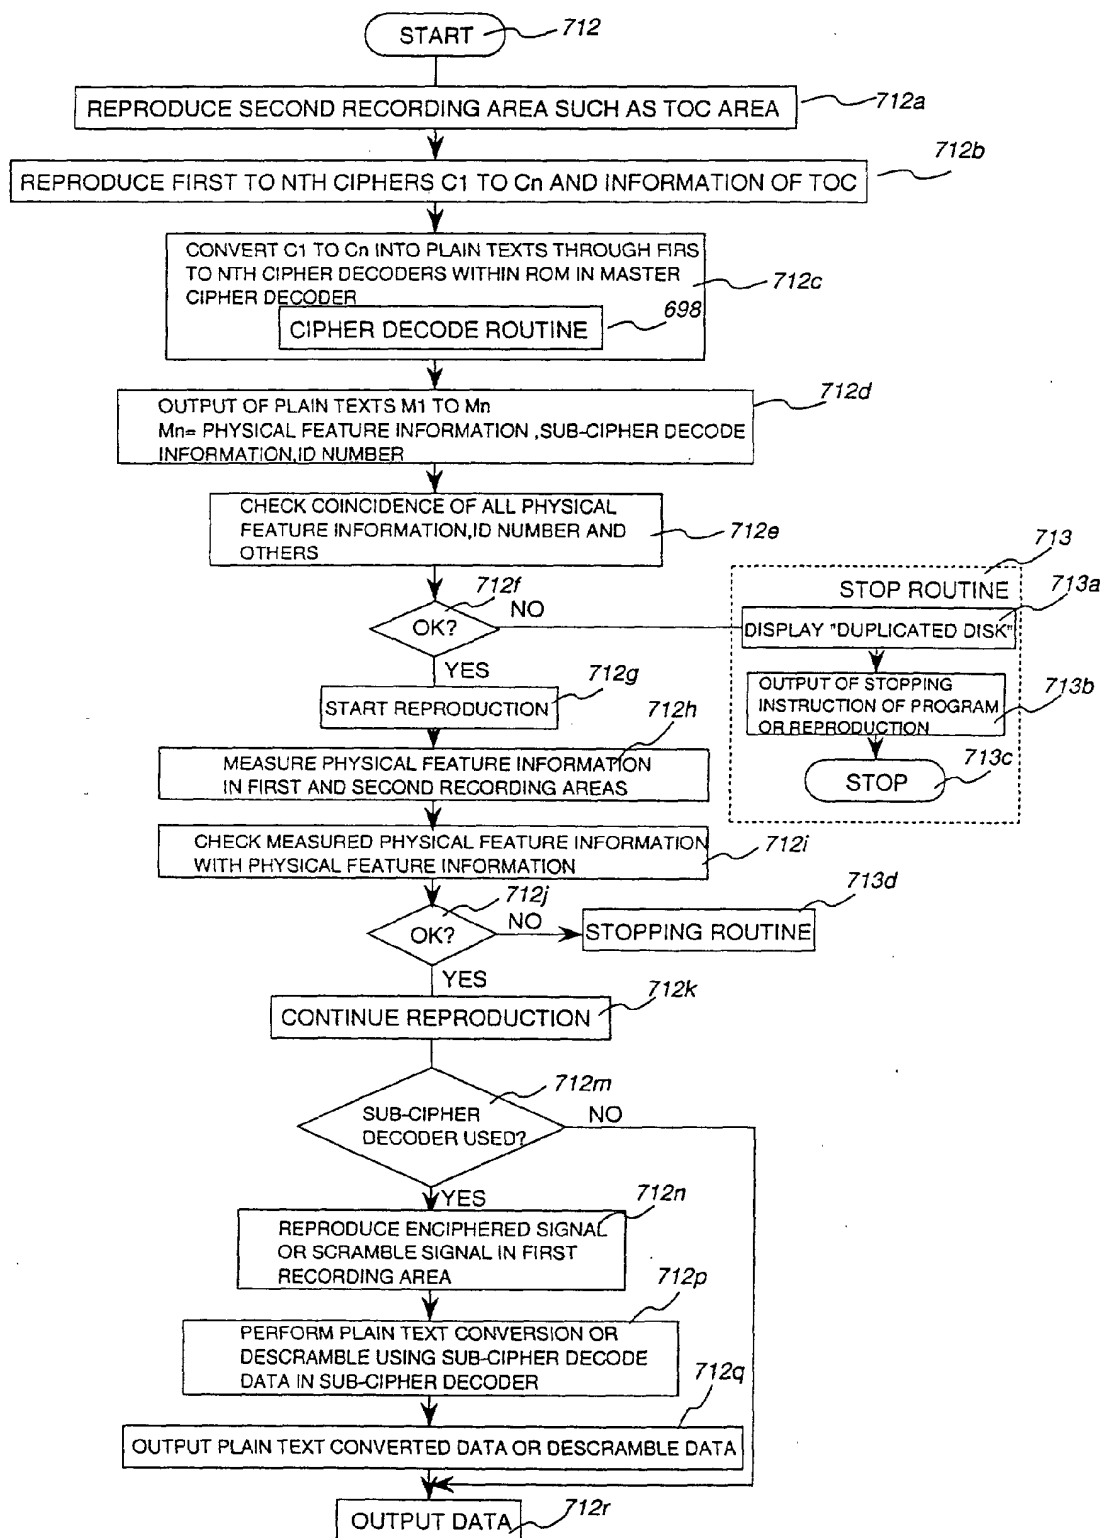 START
712
REPRODUCE SECOND RECORDING AREA SUCH AS TOC AREA
712a
712b
REPRODUCE FIRST TO NTH CIPHERS C1 TO Cn AND INFORMATION OF TOC
CONVERT C1 TO Cn INTO PLAIN TEXTS THROUGH FIRS
TO NTH CIPHER DECODERS WITHIN ROM IN MASTER
CIPHER DECODER
712c
CIPHER DECODE ROUTINE
698
712d
OUTPUT OF PLAIN TEXTS M1 TO Mn
Mn= PHYSICAL FEATURE INFORMATION ,SUB-CIPHER DECODE
INFORMATION,ID NUMBER
CHECK COINCIDENCE OF ALL PHYSICAL
FEATURE INFORMATION,ID NUMBER AND
OTHERS
712e
712f
OK?
NO
YES
713
STOP ROUTINE
713a
DISPLAY "DUPLICATED DISK"
OUTPUT OF STOPPING
INSTRUCTION OF PROGRAM
OR REPRODUCTION
713b
STOP
713c
712g
START REPRODUCTION
712h
MEASURE PHYSICAL FEATURE INFORMATION
IN FIRST AND SECOND RECORDING AREAS
CHECK MEASURED PHYSICAL FEATURE INFORMATION
WITH PHYSICAL FEATURE INFORMATION
712i
712j
OK?
NO
713d
STOPPING ROUTINE
YES
712k
CONTINUE REPRODUCTION
712m
SUB-CIPHER
DECODER USED?
NO
YES
712n
REPRODUCE ENCIPHERED SIGNAL
OR SCRAMBLE SIGNAL IN FIRST
RECORDING AREA
712p
PERFORM PLAIN TEXT CONVERSION OR
DESCRAMBLE USING SUB-CIPHER DECODE
DATA IN SUB-CIPHER DECODER
712q
OUTPUT PLAIN TEXT CONVERTED DATA OR DESCRAMBLE DATA
712r
OUTPUT DATA